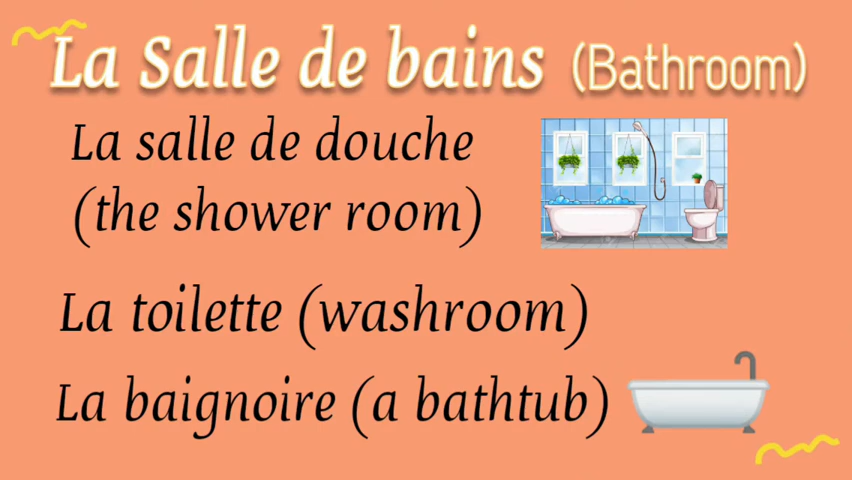 La Salle de bains (Bathroom)
La salle de douche
(the shower room)
La toilette (washroom)
La baignoire (a bathtub)